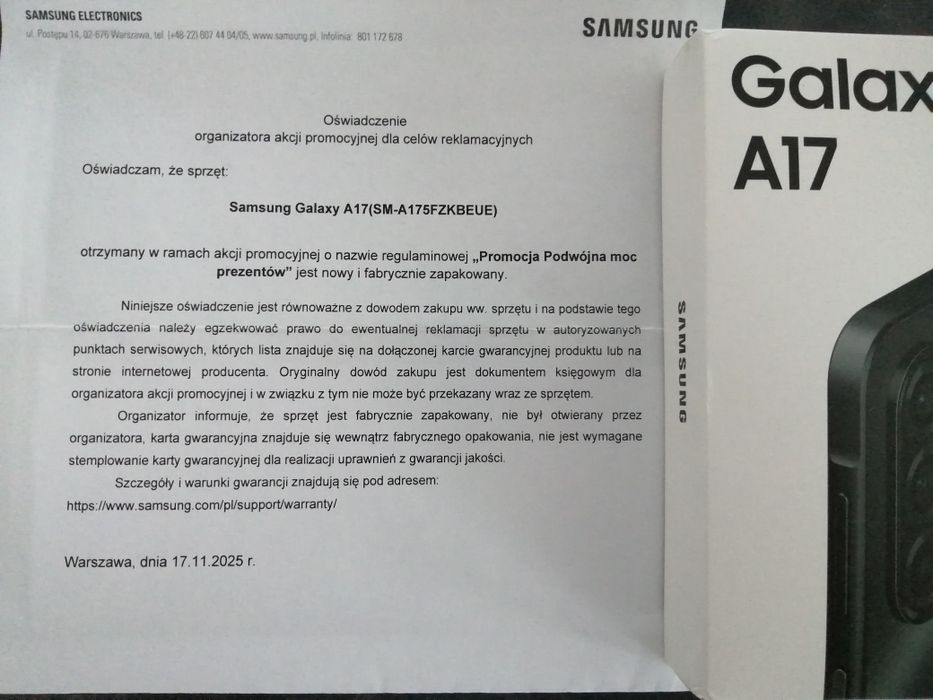 SAMSUNG ELECTRONICS
ul. Postępu 14, 02-676 Warszawa, tel. (+48-22) 607 44 04/05, www.samsung.pl, Infolinia: 801 172 678
SAMSUNG
Oświadczenie
organizatora akcji promocyjnej dla celów reklamacyjnych
Oświadczam, że sprzęt:
Samsung Galaxy A17(SM-A175FZKBEUE)
otrzymany w ramach akcji promocyjnej o nazwie regulaminowej „Promocja Podwójna moc
prezentów” jest nowy i fabrycznie zapakowany.
Niniejsze oświadczenie jest równoważne z dowodem zakupu ww. sprzętu i na podstawie tego
oświadczenia należy egzekwować prawo do ewentualnej reklamacji sprzętu w autoryzowanych
punktach serwisowych, których lista znajduje się na dołączonej karcie gwarancyjnej produktu lub na
stronie internetowej producenta. Oryginalny dowód zakupu jest dokumentem księgowym dla
organizatora akcji promocyjnej i w związku z tym nie może być przekazany wraz ze sprzętem.
Organizator informuje, że sprzęt jest fabrycznie zapakowany, nie był otwierany przez
organizatora, karta gwarancyjna znajduje się wewnątrz fabrycznego opakowania, nie jest wymagane
stemplowanie karty gwarancyjnej dla realizacji uprawnień z gwarancji jakości.
Szczegóły i warunki gwarancji znajdują się pod adresem:
https://www.samsung.com/pl/support/warranty/
Warszawa, dnia 17.11.2025 r.
Galax
A17
SAMSUNG